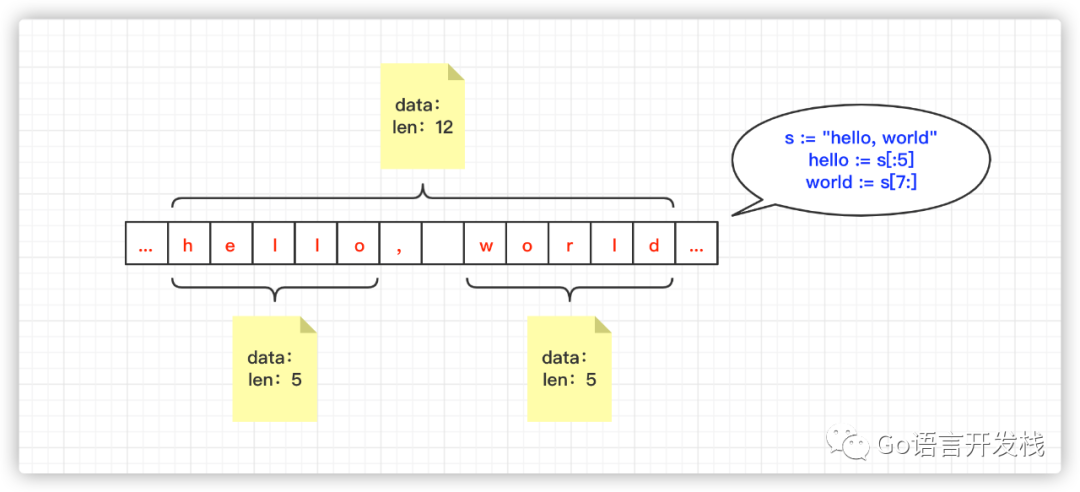 data：
len：12
s := "hello, world"
hello := s[:5]
world := s[7:]
... h e l l o , w o r l d ...
data：
len：5
data：
len：5
Go语言开发栈